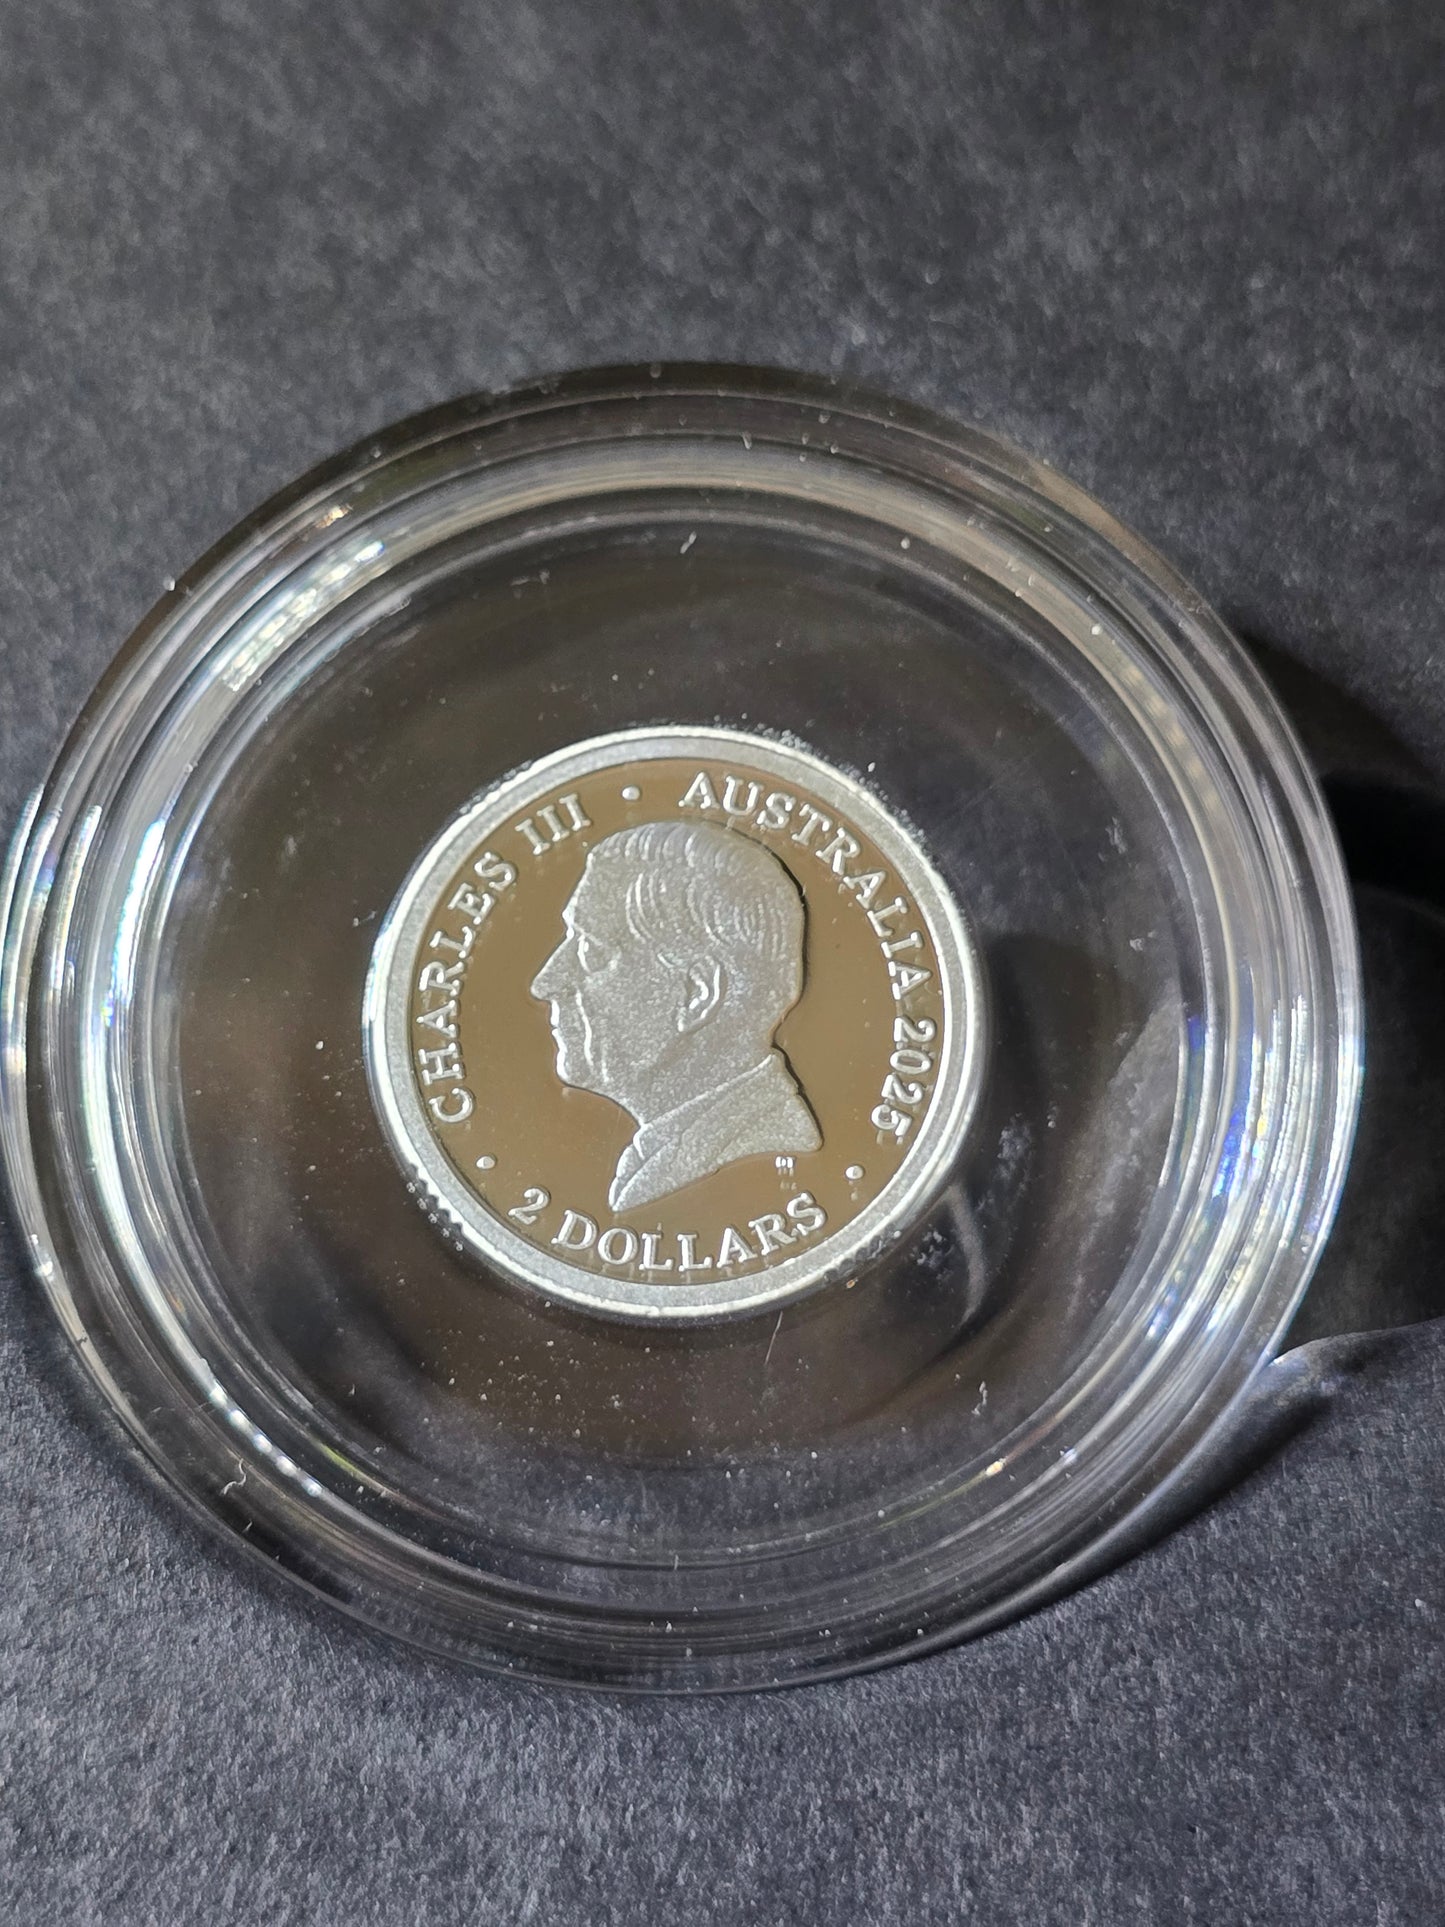 CHARLES III • AUSTRALIA 2025
• 2 DOLLARS •